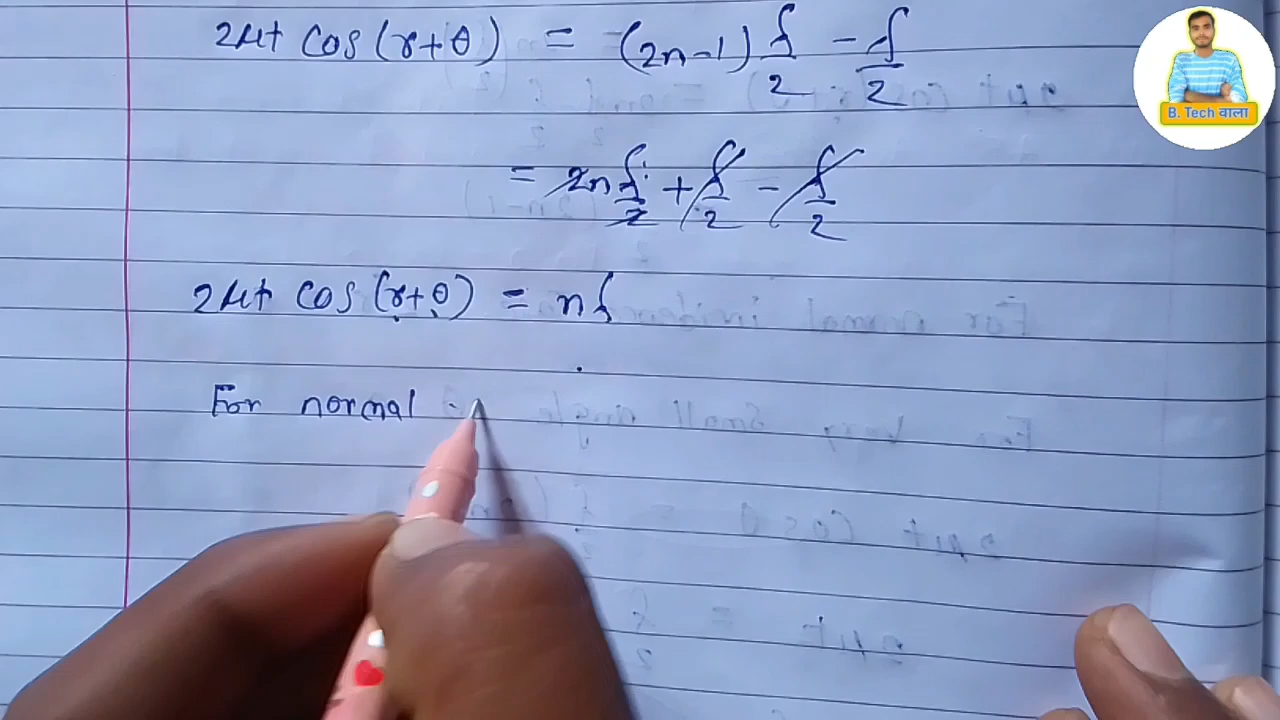 2μt cos(r+θ) = (2n-1) λ/2 - λ/2
B. Tech वाला
= 2n λ/2 + λ/2 - λ/2
2μt cos(r+θ) = nλ
For normal